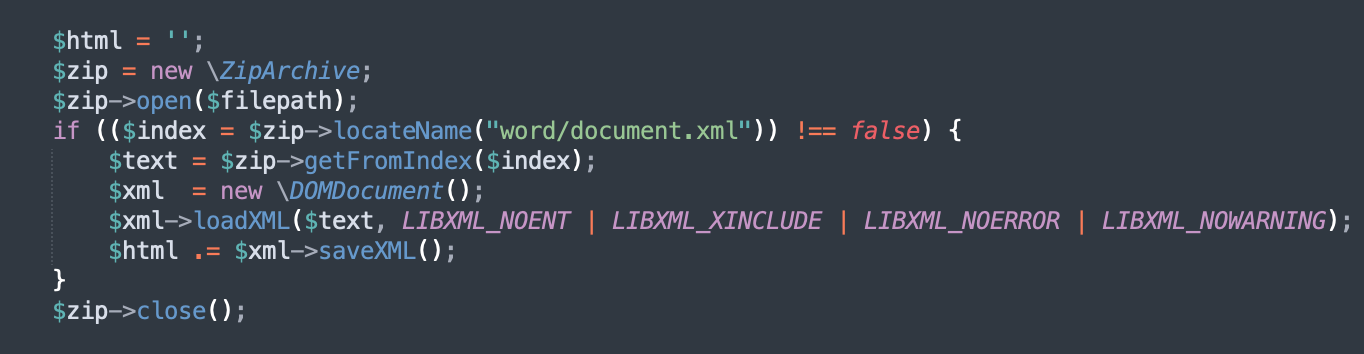 $html = '';
$zip = new \ZipArchive;
$zip->open($filepath);
if (($index = $zip->locateName("word/document.xml")) !== false) {
    $text = $zip->getFromIndex($index);
    $xml  = new \DOMDocument();
    $xml->loadXML($text, LIBXML_NOENT | LIBXML_XINCLUDE | LIBXML_NOERROR | LIBXML_NOWARNING);
    $html .= $xml->saveXML();
}
$zip->close();